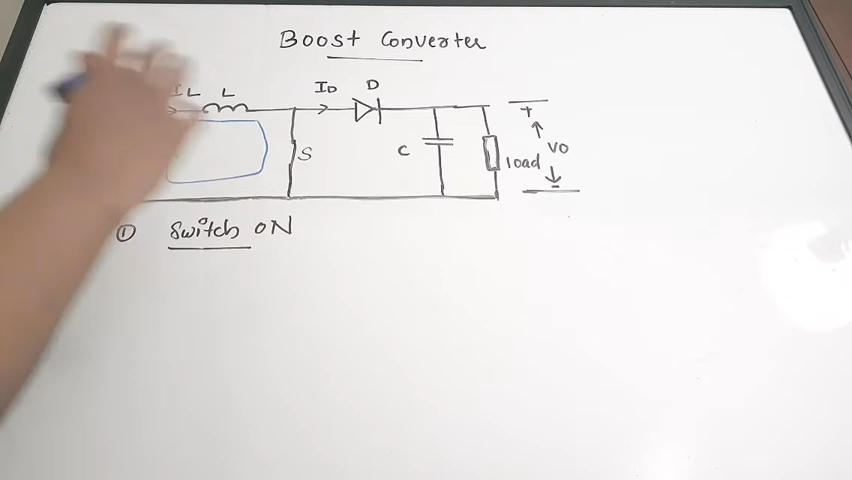 Boost Converter
IL L ID D
+
S C load VO
-
① Switch ON